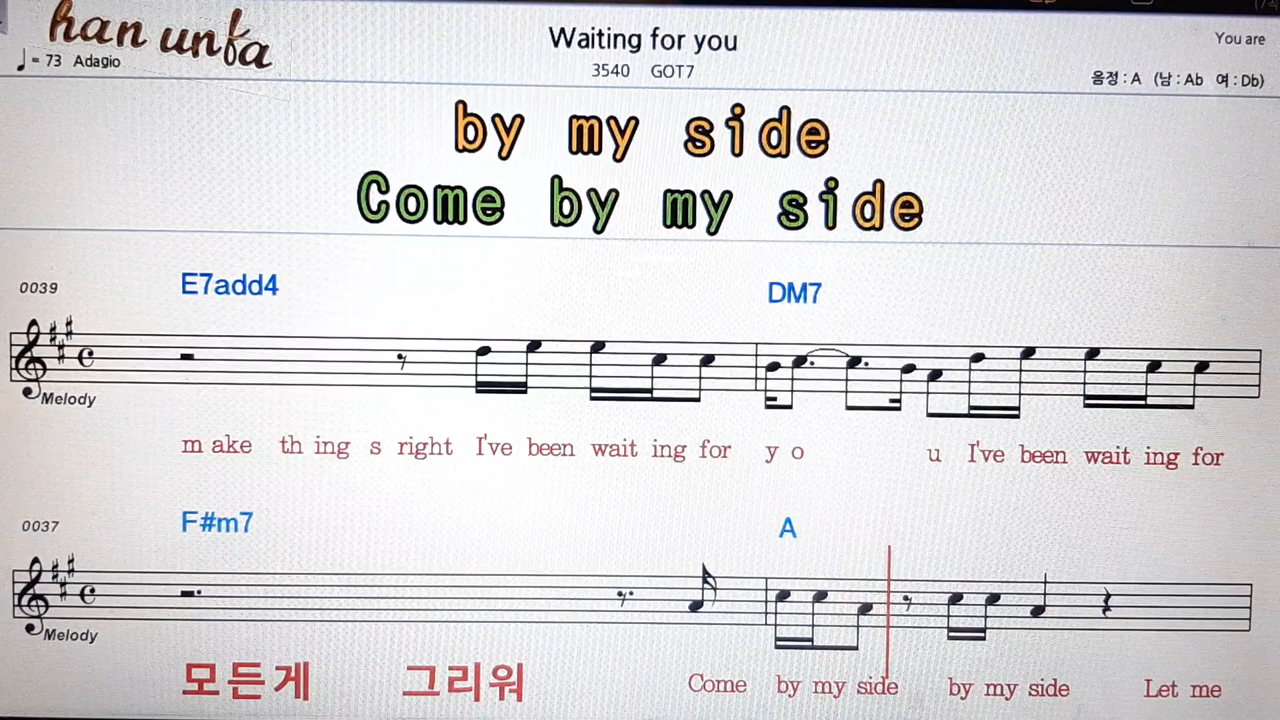 han unfa
Waiting for you
You are
♩= 73 Adagio
3540 GOT7
음정 : A (남 : Ab 여 : Db)
by my side
Come by my side
0039
E7add4
DM7
Melody
m ake th ing s right I've been wait ing for y o u I've been wait ing for
0037
F#m7
A
Melody
모든게 그리워 Come by my side by my side Let me